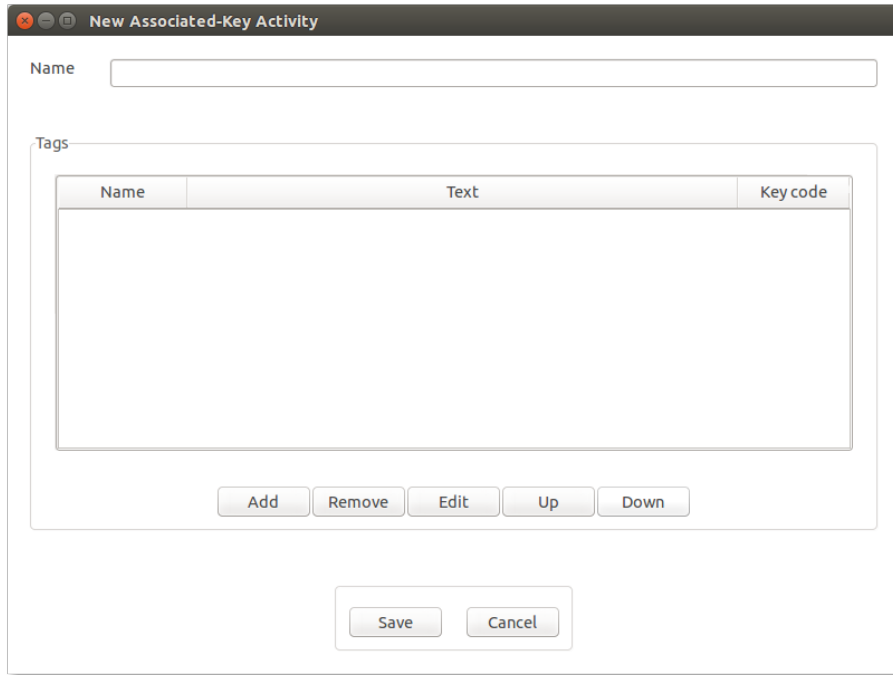 New Associated-Key Activity
Name
Tags
Name Text Key code
Add Remove Edit Up Down
Save Cancel